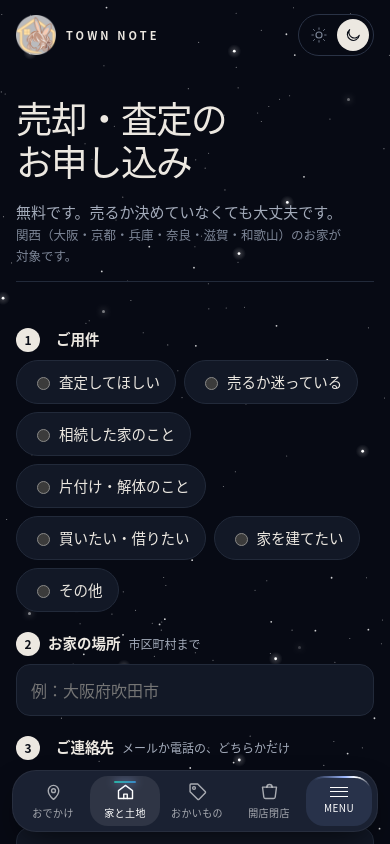 TOWN NOTE
売却・査定の
お申し込み
無料です。売るか決めていなくても大丈夫です。
関西（大阪・京都・兵庫・奈良・滋賀・和歌山）のお家が
対象です。
1 ご用件
査定してほしい 売るか迷っている
相続した家のこと
片付け・解体のこと
買いたい・借りたい 家を建てたい
その他
2 お家の場所 市区町村まで
例：大阪府吹田市
3 ご連絡先 メールか電話の、どちらかだけ
おでかけ 家と土地 おかいもの 開店閉店 MENU